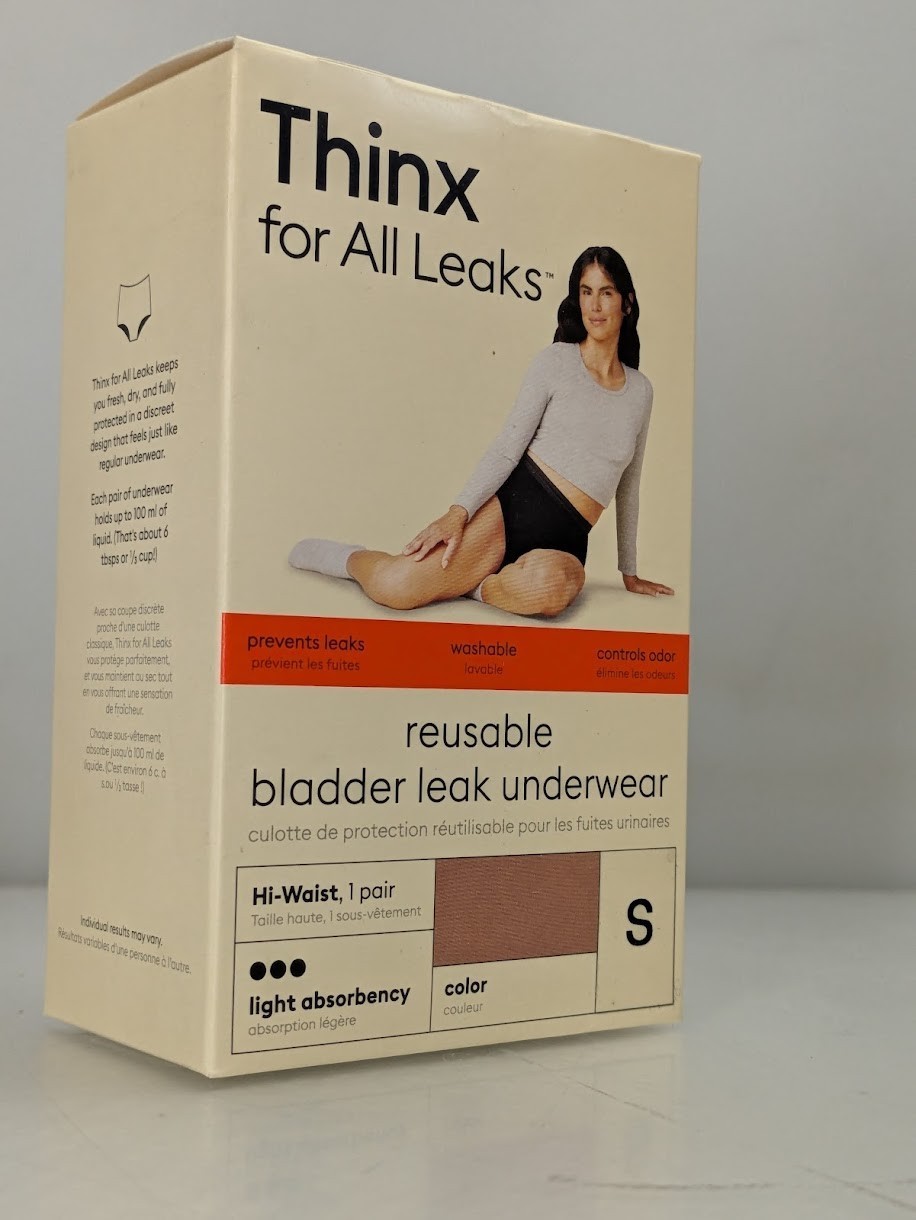 Thinx
for All Leaks™
prevents leaks
prévient les fuites
washable
lavable
controls odor
élimine les odeurs
reusable
bladder leak underwear
culotte de protection réutilisable pour les fuites urinaires
Hi-Waist, 1 pair
Taille haute, 1 sous-vêtement
light absorbency
absorption légère
color
couleur
S
Thinx for All Leaks keeps
you fresh, dry, and fully
protected in a discreet
design that feels just like
regular underwear.
Each pair of underwear
holds up to 100 ml of
liquid. (That's about 6
tbsps or 1/3 cup!)
Avec sa coupe discrète
proche d'une culotte
classique, Thinx for All Leaks
vous protège parfaitement,
et vous maintient au sec tout
en vous offrant une sensation
de fraîcheur.
Chaque sous-vêtement
absorbe jusqu'à 100 ml de
liquide. (C'est environ 6 c. à
s.ou 1/3 tasse !)
Individual results may vary.
Résultats variables d'une personne à l'autre.